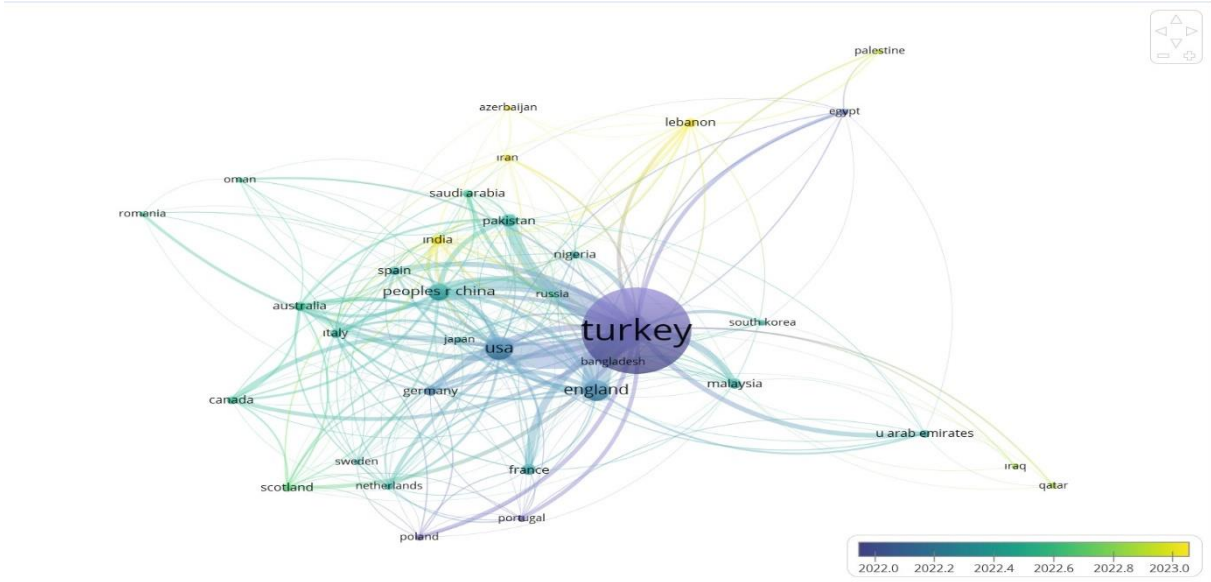 palestine
azerbaijan
egypt
lebanon
ıran
oman
saudi arabia
romania
pakistan
ındia
nigeria
spain
peoples r china
russia
australia
turkey
south korea
ıtaly
japan
usa
bangladesh
malaysia
germany
england
canada
u arab emirates
sweden
france
ıraq
scotland
netherlands
qatar
portugal
poland
2022.0 2022.2 2022.4 2022.6 2022.8 2023.0